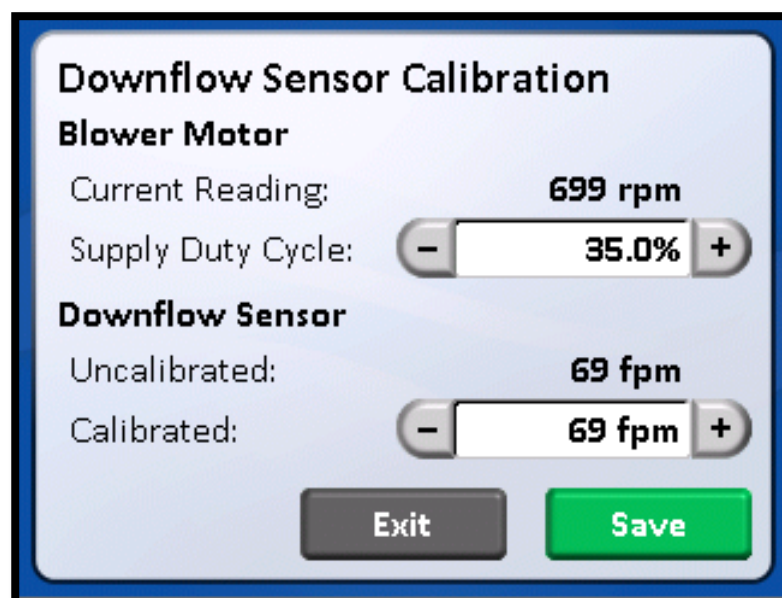 Downflow Sensor Calibration
Blower Motor
Current Reading: 699 rpm
Supply Duty Cycle: - 35.0% +
Downflow Sensor
Uncalibrated: 69 fpm
Calibrated: - 69 fpm +
Exit Save